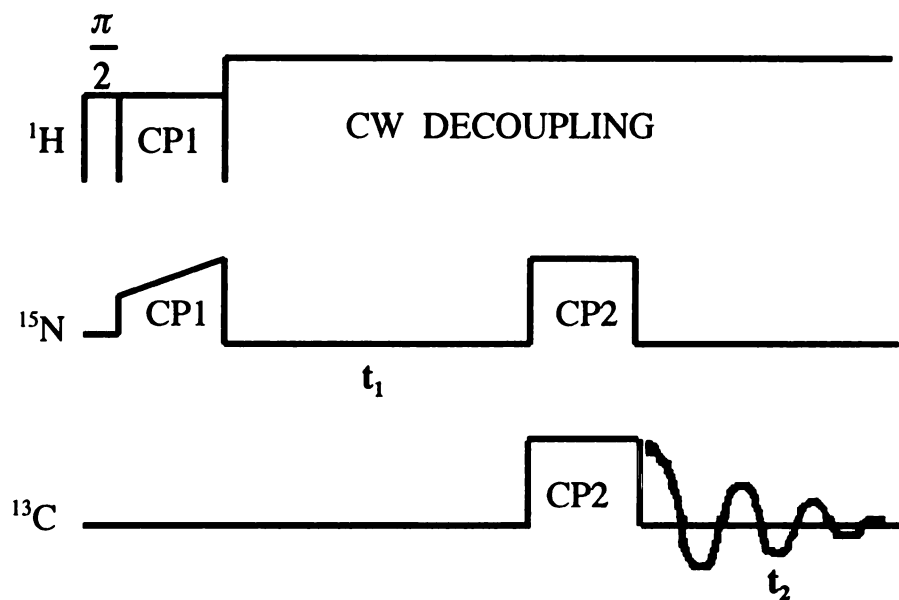 π
2
¹H
CP1
CW DECOUPLING
¹⁵N
CP1
CP2
t₁
¹³C
CP2
t₂